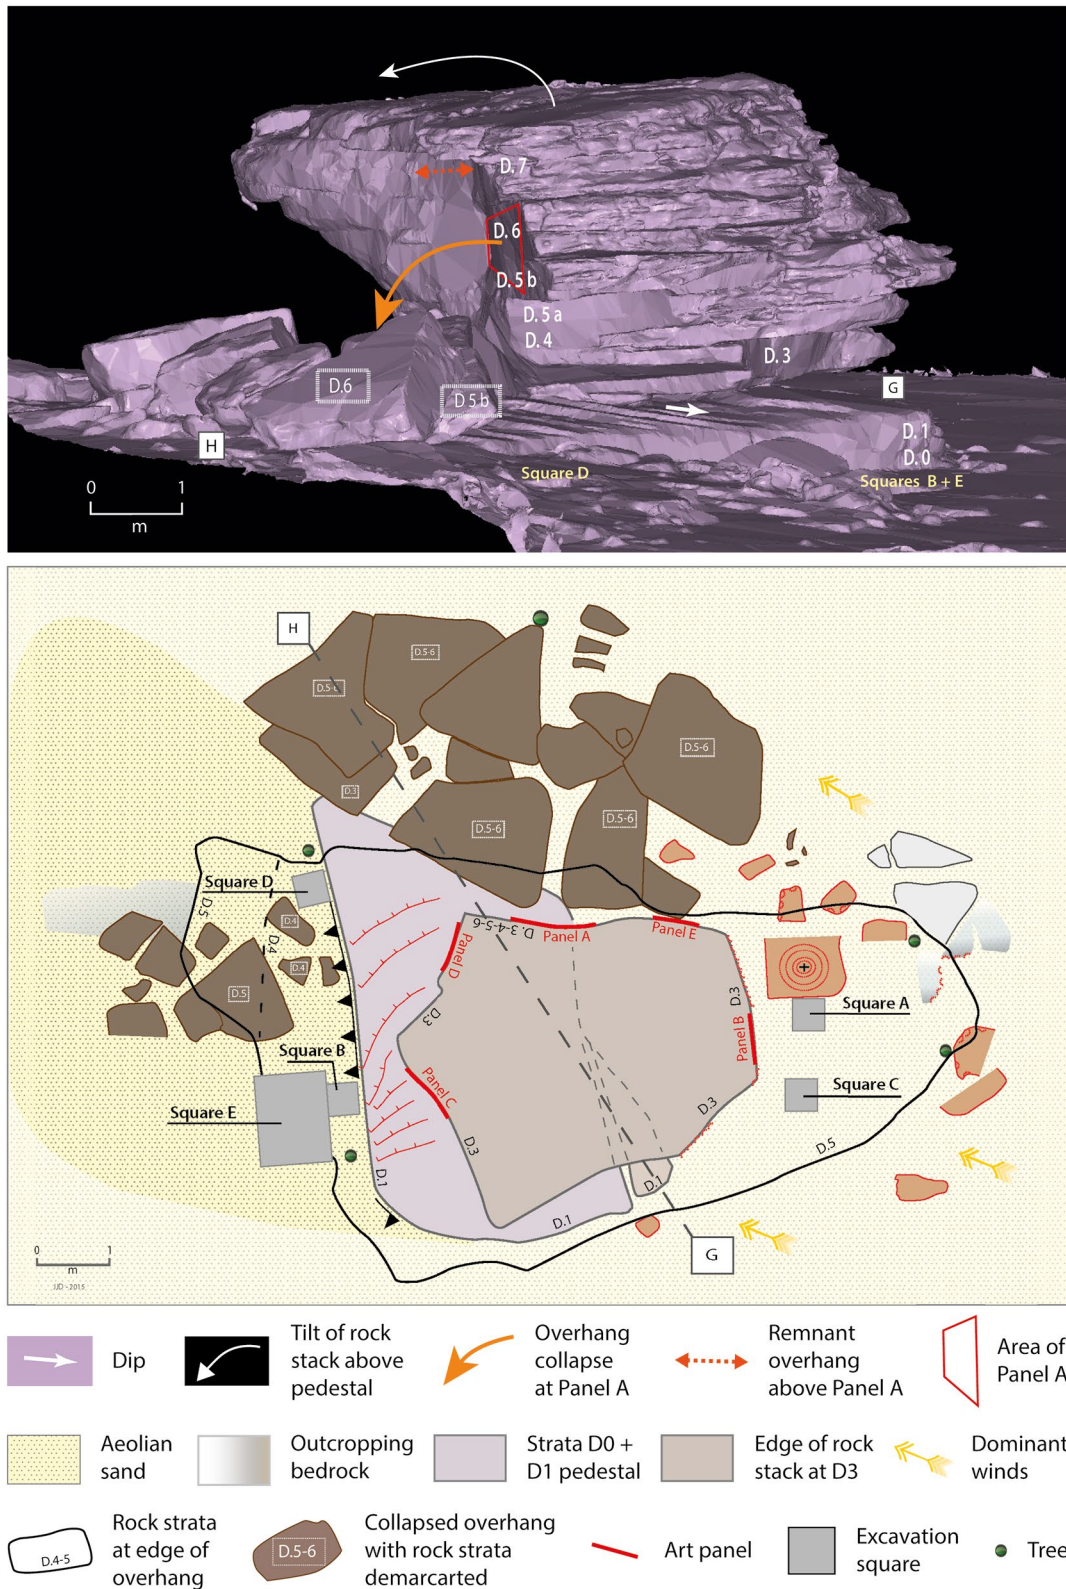 D. 7
D. 6
D. 5 b
D. 5 a
D. 4
D. 3
D.6
D 5 b
G
H
D. 1
D. 0
Square D
Squares B + E
0 1
m
H
D.5-6
D.5-6
D.5-6
D.3
D.5-6
D.5-6
Square D
D.5
D.4
D.4
D.4
D.5
D. 3-4-5-6
Panel A
Panel E
Panel D
D.3
D.3
Panel B
Square A
Square B
Panel C
Square C
Square E
D.3
D.3
D.5
D.1
D.1
D.1
G
0 1
m
JJD - 2015
Dip
Tilt of rock
stack above
pedestal
Overhang
collapse
at Panel A
Remnant
overhang
above Panel A
Area of
Panel A
Aeolian
sand
Outcropping
bedrock
Strata D0 +
D1 pedestal
Edge of rock
stack at D3
Dominant
winds
D.4-5
Rock strata
at edge of
overhang
D.5-6
Collapsed overhang
with rock strata
demarcarted
Art panel
Excavation
square
Tree